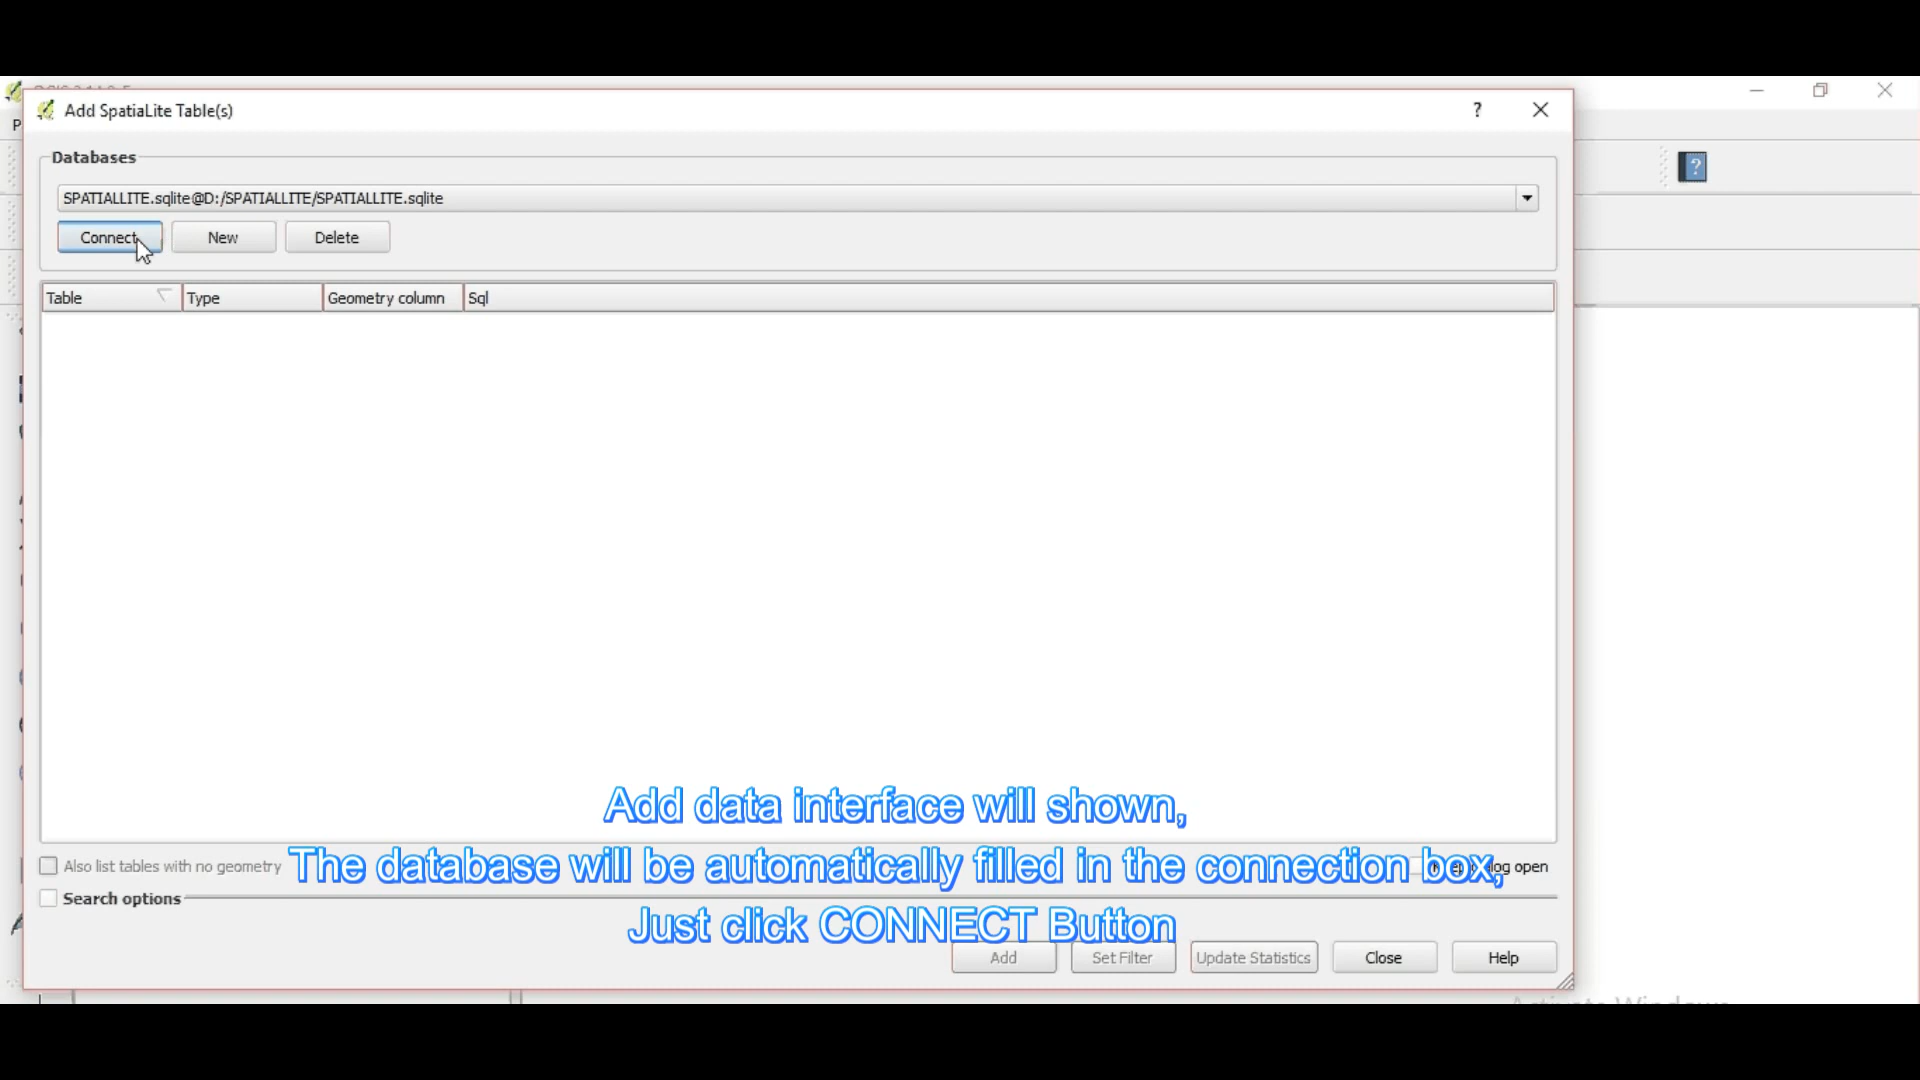 Add SpatiaLite Table(s)
?
Databases
SPATIALLITE.sqlite@D:/SPATIALLITE/SPATIALLITE.sqlite
Connect New Delete
Table Type Geometry column Sql
Add data interface will shown,
Also list tables with no geometry
The database will be automatically filled in the connection box,
open
Search options
Just click CONNECT Button
Add Set Filter Update Statistics Close Help